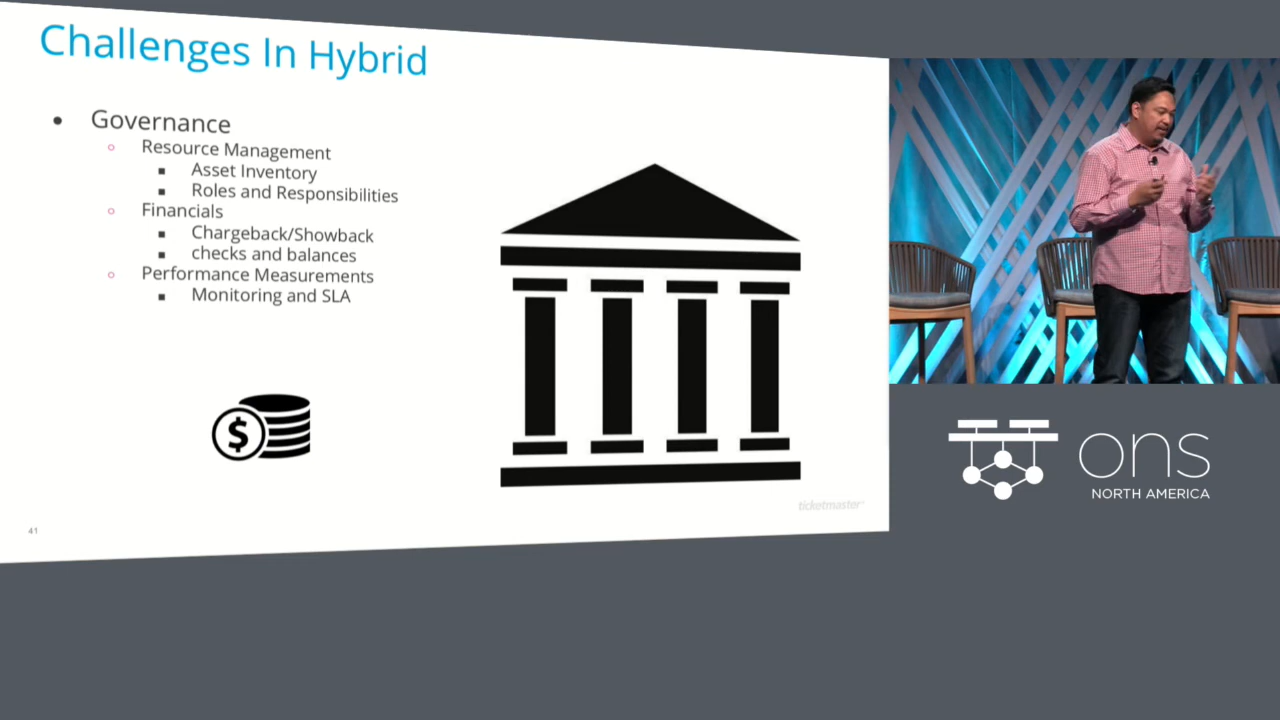 Challenges In Hybrid
Governance
Resource Management
Asset Inventory
Roles and Responsibilities
Financials
Chargeback/Showback
checks and balances
Performance Measurements
Monitoring and SLA
$
ticketmaster
41
ons
NORTH AMERICA